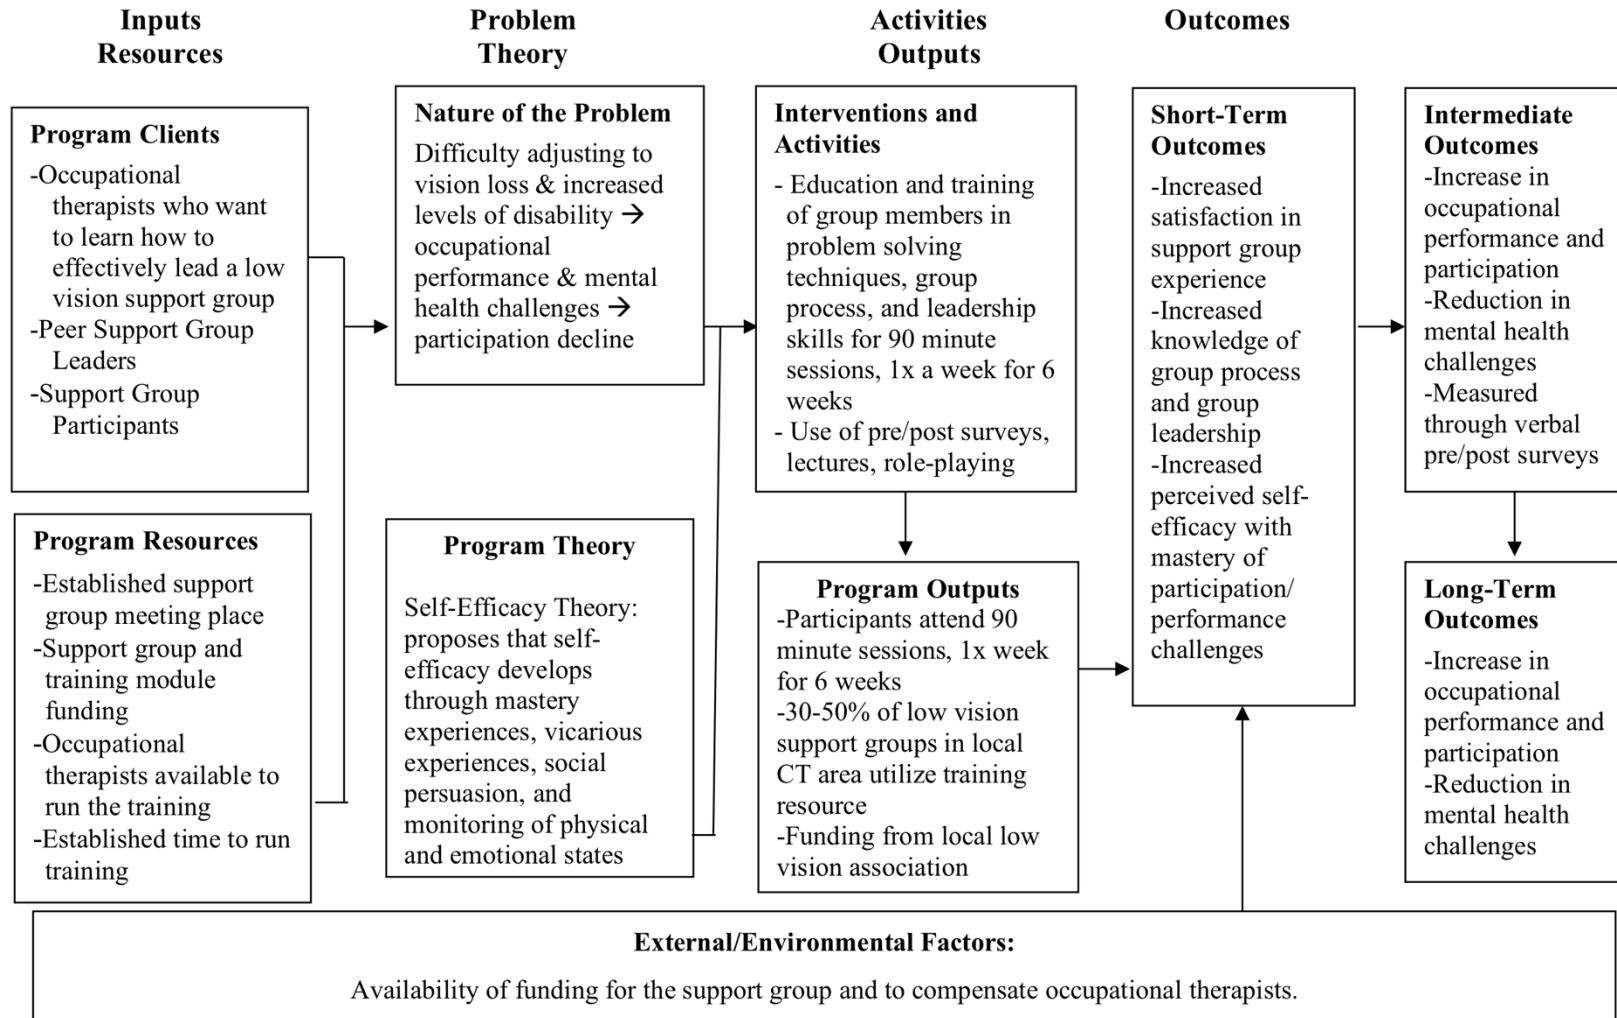 Inputs
Resources
Problem
Theory
Activities
Outputs
Outcomes
Program Clients
-Occupational
therapists who want
to learn how to
effectively lead a low
vision support group
-Peer Support Group
Leaders
-Support Group
Participants
Program Resources
-Established support
group meeting place
-Support group and
training module
funding
-Occupational
therapists available to
run the training
-Established time to run
training
Nature of the Problem
Difficulty adjusting to
vision loss & increased
levels of disability →
occupational
performance & mental
health challenges →
participation decline
Program Theory
Self-Efficacy Theory:
proposes that self-
efficacy develops
through mastery
experiences, vicarious
experiences, social
persuasion, and
monitoring of physical
and emotional states
Interventions and
Activities
- Education and training
of group members in
problem solving
techniques, group
process, and leadership
skills for 90 minute
sessions, 1x a week for 6
weeks
- Use of pre/post surveys,
lectures, role-playing
Program Outputs
-Participants attend 90
minute sessions, 1x week
for 6 weeks
-30-50% of low vision
support groups in local
CT area utilize training
resource
-Funding from local low
vision association
Short-Term
Outcomes
-Increased
satisfaction in
support group
experience
-Increased
knowledge of
group process
and group
leadership
-Increased
perceived self-
efficacy with
mastery of
participation/
performance
challenges
Intermediate
Outcomes
-Increase in
occupational
performance and
participation
-Reduction in
mental health
challenges
-Measured
through verbal
pre/post surveys
Long-Term
Outcomes
-Increase in
occupational
performance and
participation
-Reduction in
mental health
challenges
External/Environmental Factors:
Availability of funding for the support group and to compensate occupational therapists.